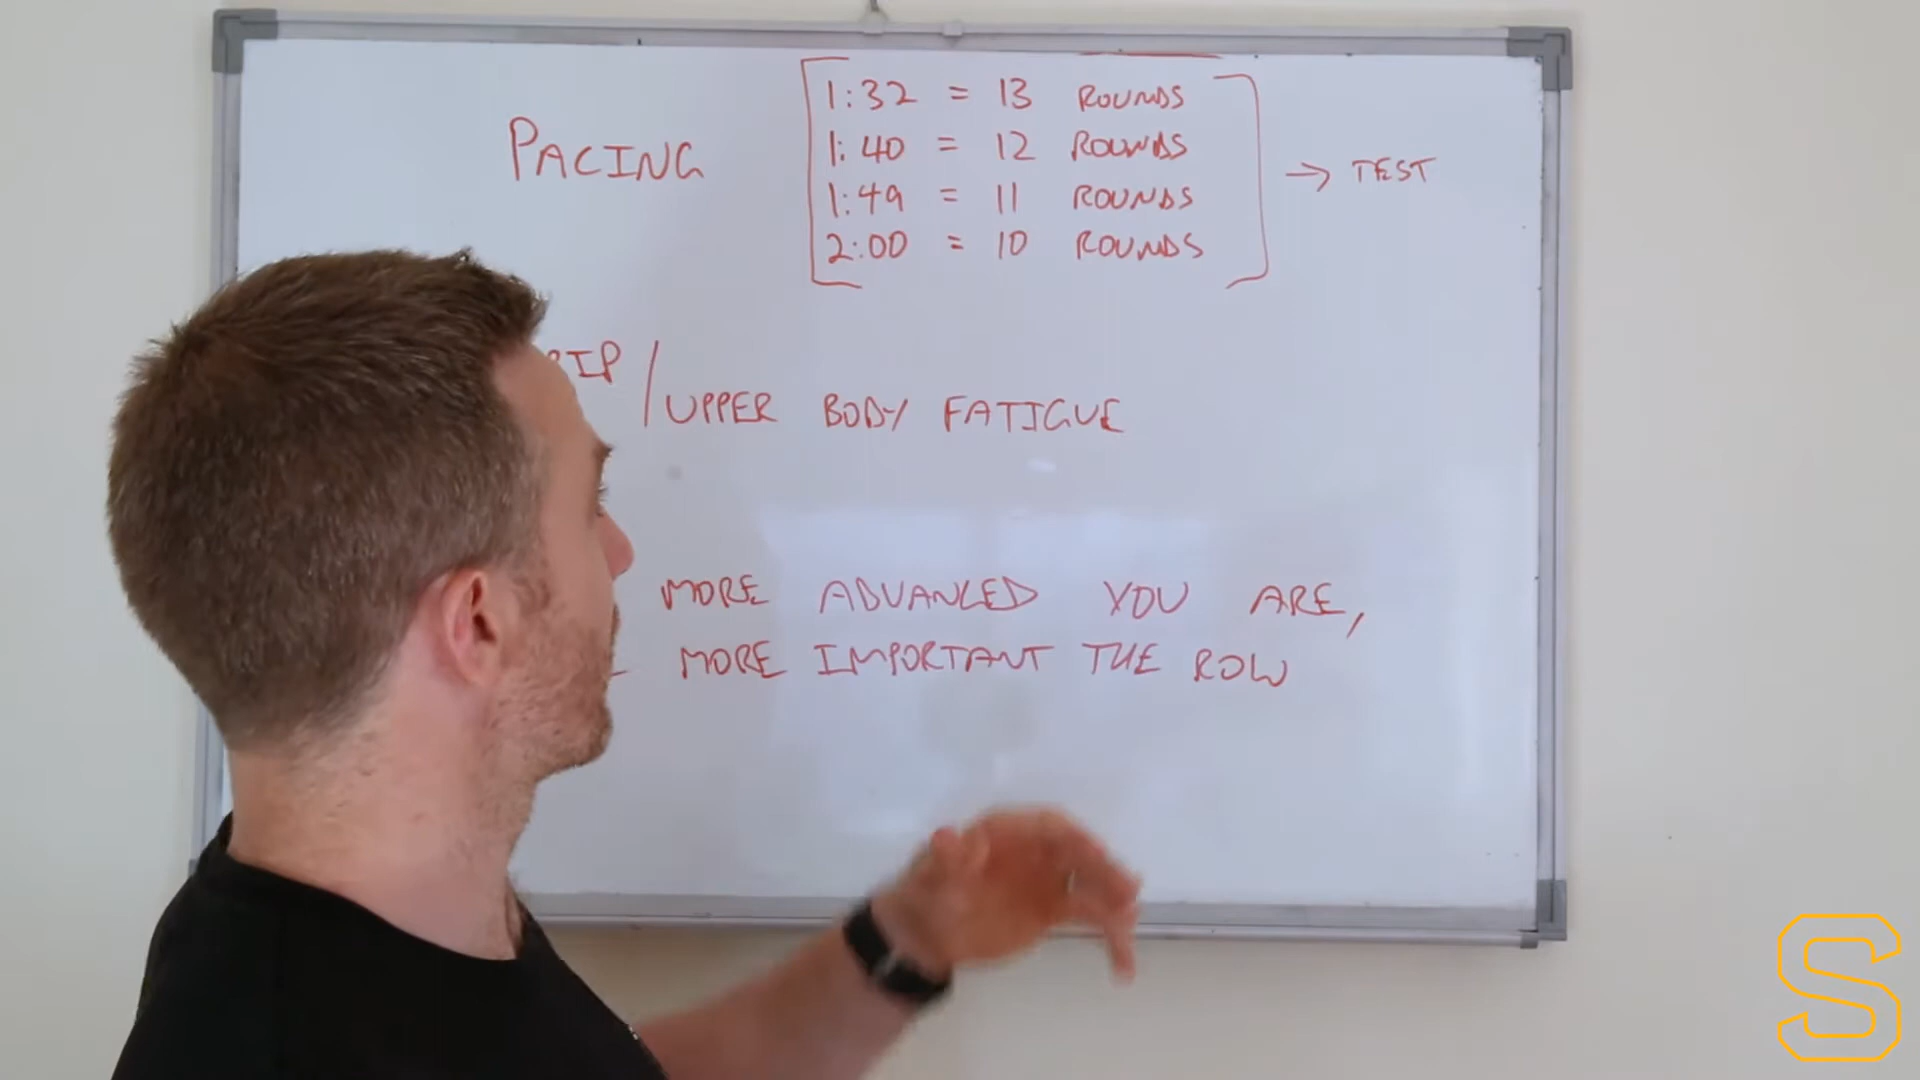 PACING
1:32 = 13 ROUNDS
1:40 = 12 ROUNDS
1:49 = 11 ROUNDS
2:00 = 10 ROUNDS
→ TEST
/ UPPER BODY FATIGUE
MORE ADVANCED YOU ARE,
MORE IMPORTANT THE ROW
S